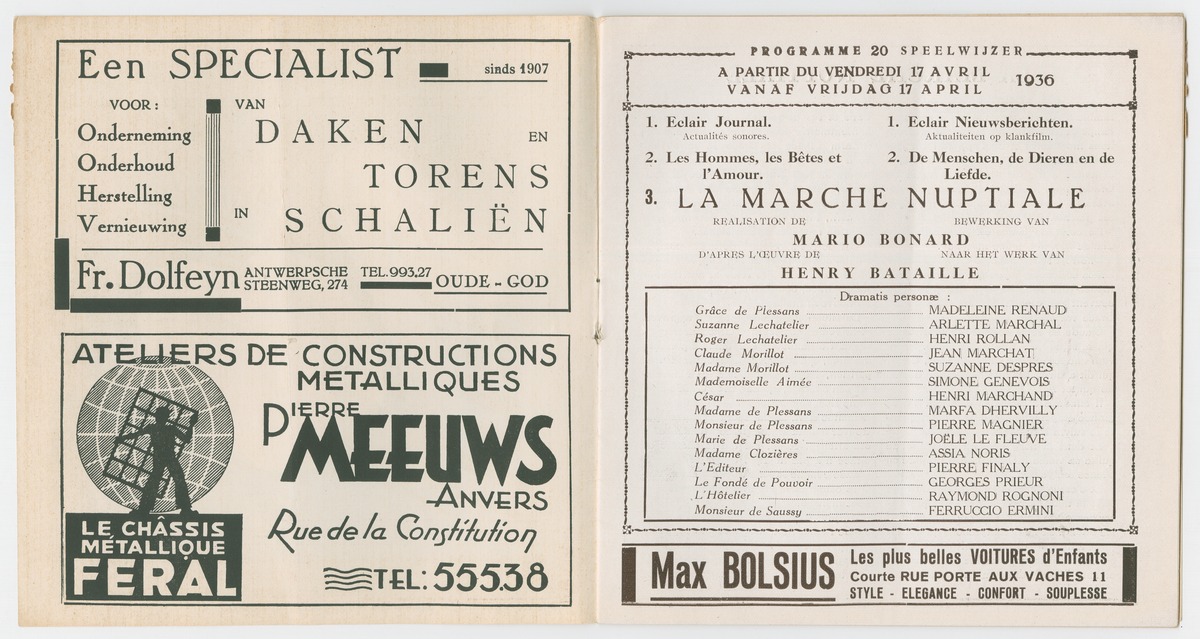 Een SPECIALIST sinds 1907
VOOR:
Onderneming
Onderhoud
Herstelling
Vernieuwing
VAN
DAKEN EN
TORENS
IN SCHALIËN
Fr. Dolfeyn ANTWERPSCHE STEENWEG, 274 TEL. 993,27 OUDE - GOD
ATELIERS DE CONSTRUCTIONS
METALLIQUES
PIERRE
MEEUWS
ANVERS
Rue de la Constitution
TEL: 555.38
LE CHÂSSIS
MÉTALLIQUE
FERAL
PROGRAMME 20 SPEELWIJZER
A PARTIR DU VENDREDI 17 AVRIL
VANAF VRIJDAG 17 APRIL
1936
1. Eclair Journal.
Actualités sonores.
2. Les Hommes, les Bêtes et
l'Amour.
1. Eclair Nieuwsberichten.
Aktualiteiten op klankfilm.
2. De Menschen, de Dieren en de
Liefde.
3. LA MARCHE NUPTIALE
REALISATION DE BEWERKING VAN
MARIO BONARD
D'APRES L'ŒUVRE DE NAAR HET WERK VAN
HENRY BATAILLE
Dramatis personæ :
Grâce de Plessans MADELEINE RENAUD
Suzanne Lechatelier ARLETTE MARCHAL
Roger Lechatelier HENRI ROLLAN
Claude Morillot JEAN MARCHAT
Madame Morillot SUZANNE DESPRES
Mademoiselle Aimée SIMONE GENEVOIS
César HENRI MARCHAND
Madame de Plessans MARFA DHERVILLY
Monsieur de Plessans PIERRE MAGNIER
Marie de Plessans JOËLE LE FLEUVE
Madame Clozières ASSIA NORIS
L'Editeur PIERRE FINALY
Le Fondé de Pouvoir GEORGES PRIEUR
L'Hôtelier RAYMOND ROGNONI
Monsieur de Saussy FERRUCCIO ERMINI
Max BOLSIUS
Les plus belles VOITURES d'Enfants
Courte RUE PORTE AUX VACHES 11
STYLE - ELEGANCE - CONFORT - SOUPLESSE